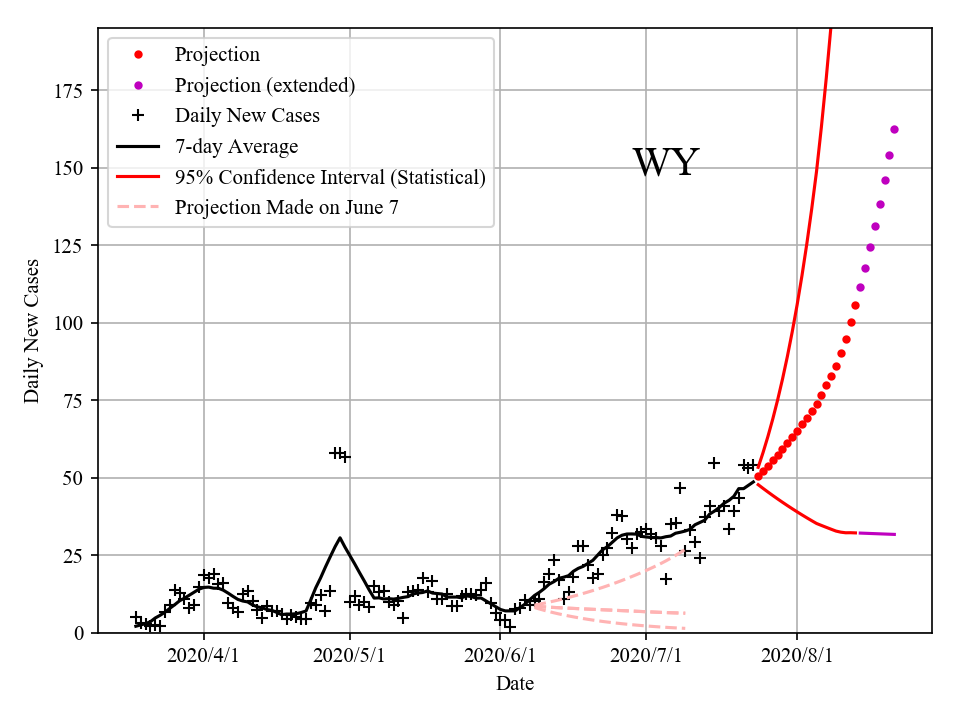 Projection
Projection (extended)
Daily New Cases
7-day Average
95% Confidence Interval (Statistical)
Projection Made on June 7
WY
175
150
125
100
75
50
25
0
Daily New Cases
2020/4/1
2020/5/1
2020/6/1
2020/7/1
2020/8/1
Date